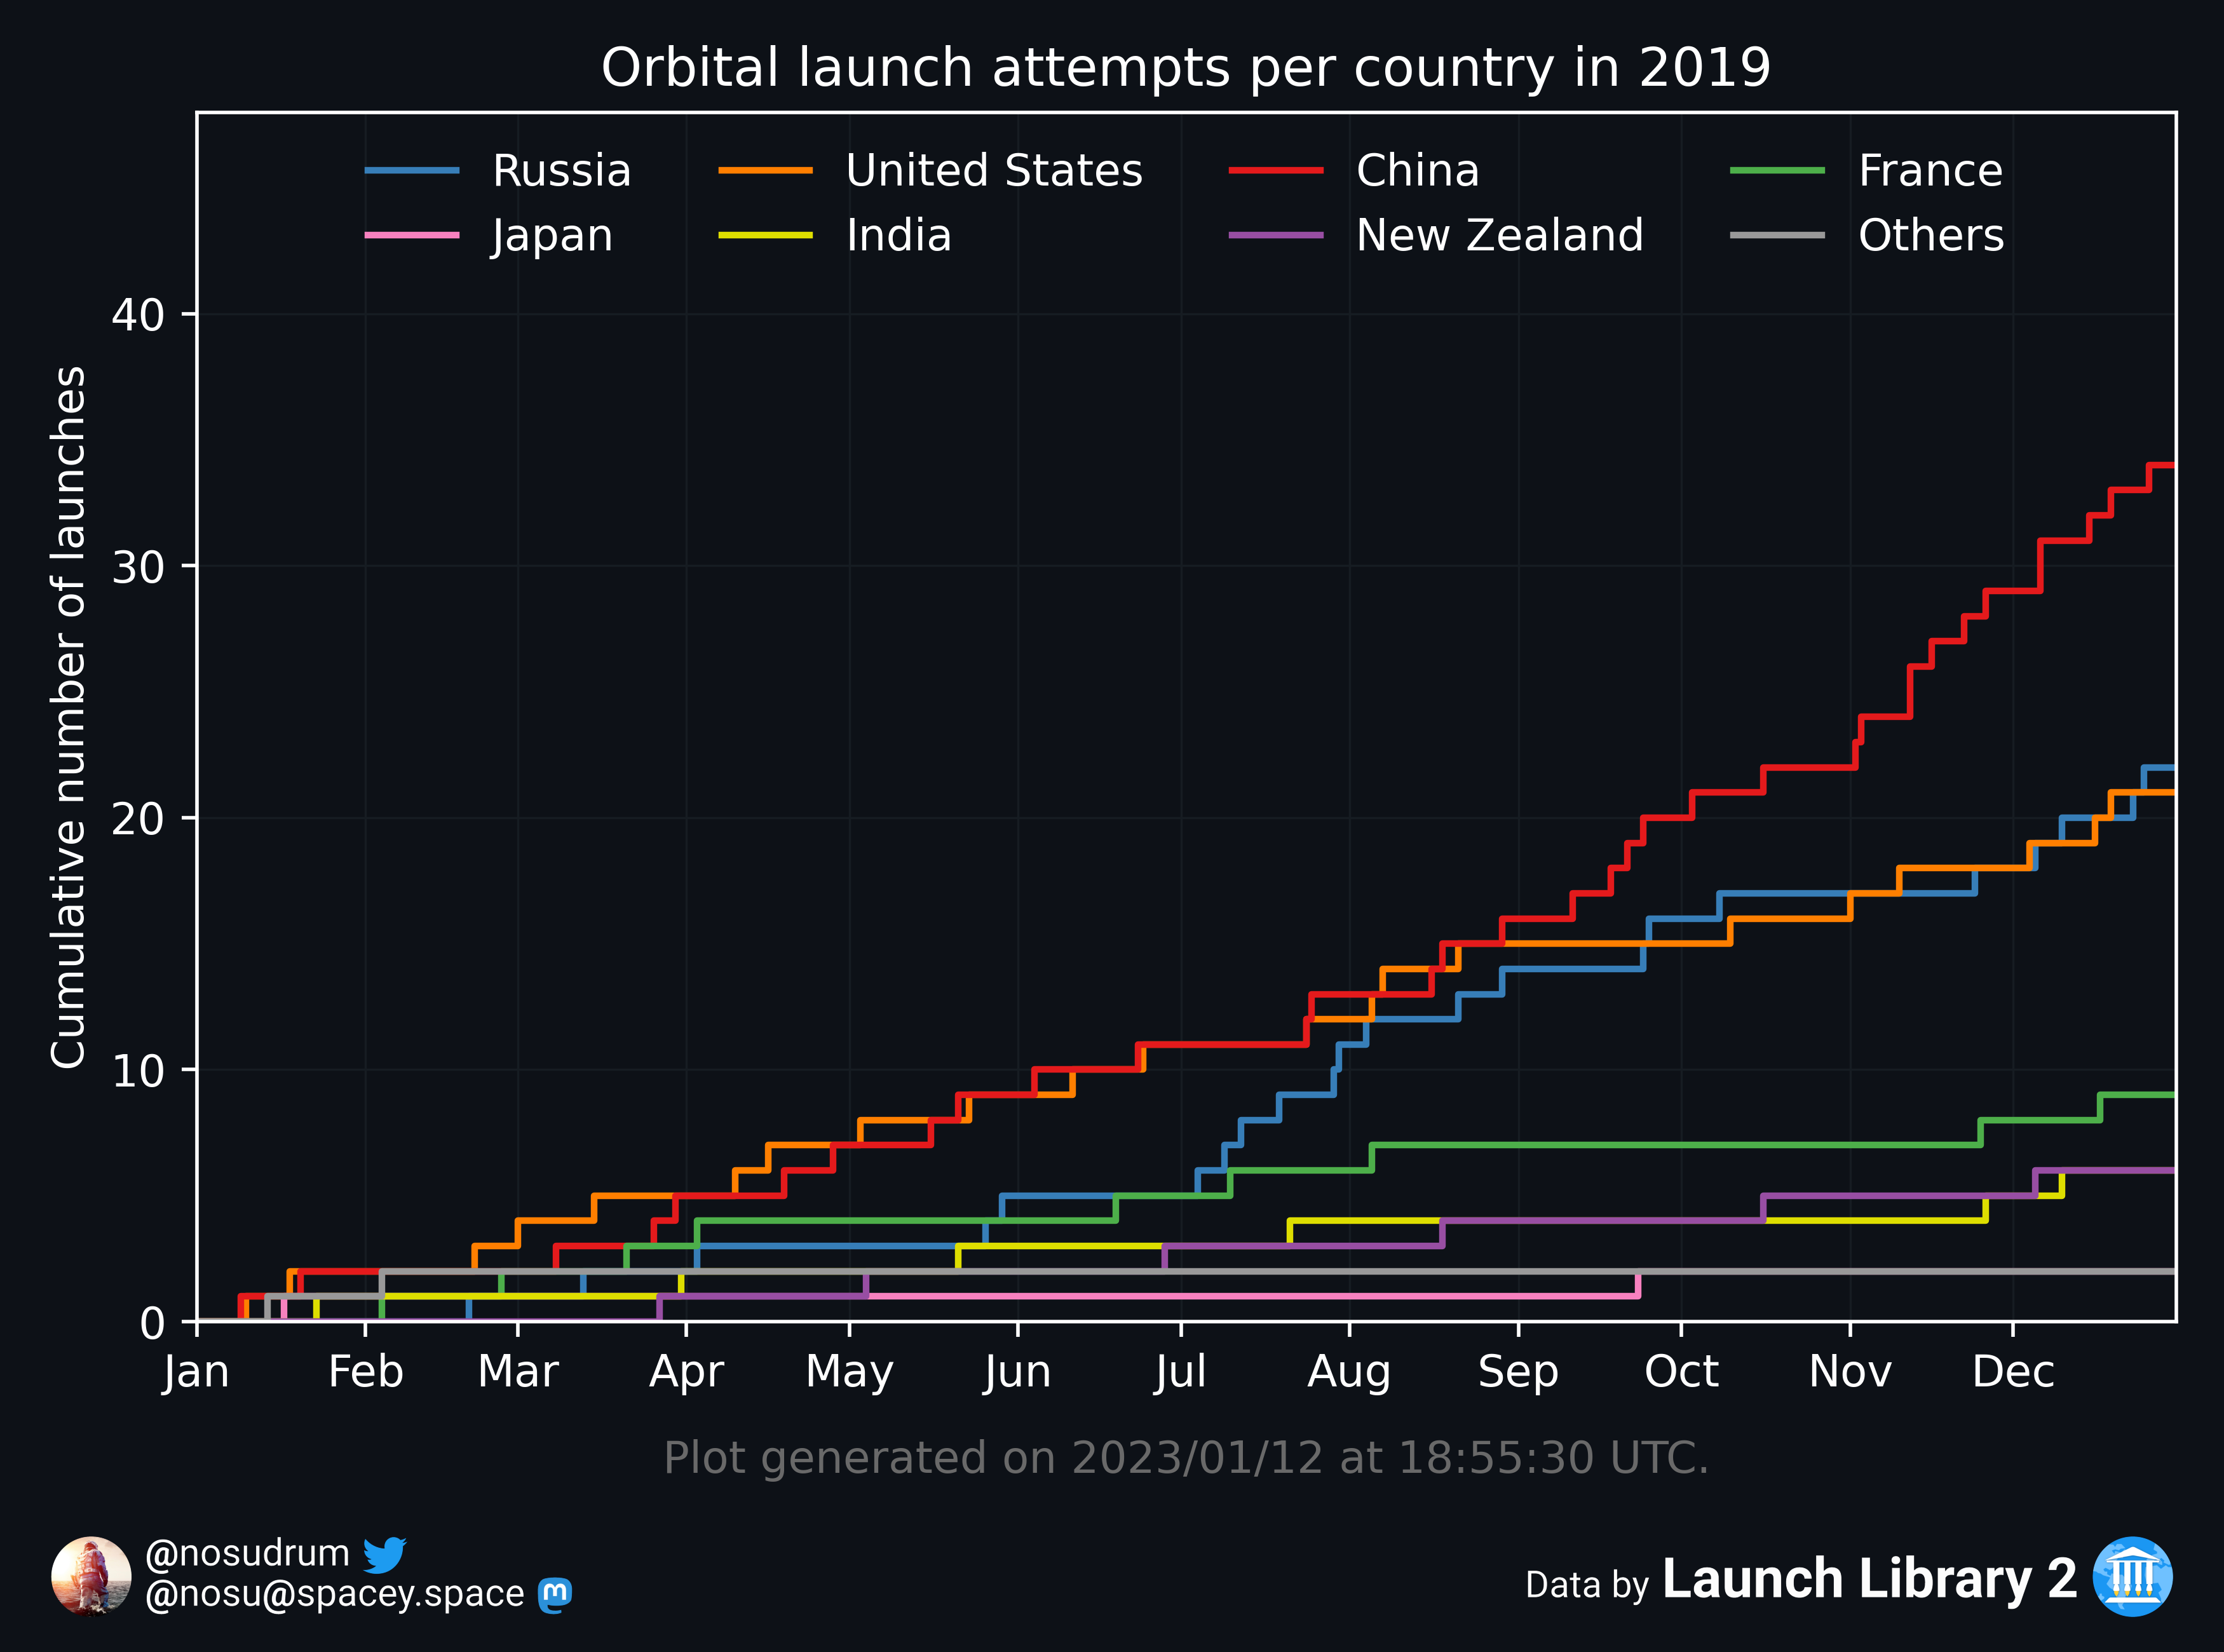 Orbital launch attempts per country in 2019
Russia United States China France
Japan India New Zealand Others
Cumulative number of launches
40
30
20
10
0
Jan Feb Mar Apr May Jun Jul Aug Sep Oct Nov Dec
Plot generated on 2023/01/12 at 18:55:30 UTC.
@nosudrum
@nosu@spacey.space
Data by Launch Library 2